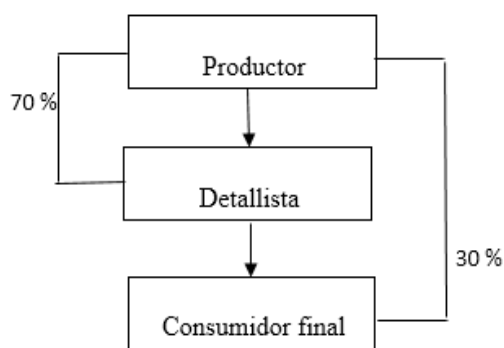 Productor
70 %
Detallista
30 %
Consumidor final